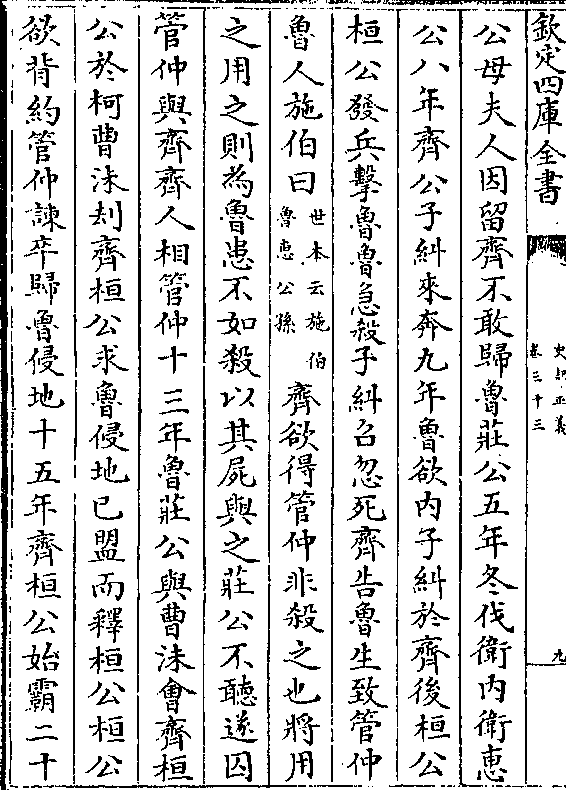 欽定四庫全書
史記正義
卷三十三
九
公母夫人因留齊不敢歸魯莊公五年冬伐衛内衛惠
公八年齊公子糾來奔九年魯欲内子糾於齊後桓公
桓公發兵擊魯魯急殺子糾召忽死齊告魯生致管仲
魯人施伯曰
世本云施伯
魯惠公孫
齊欲得管仲非殺之也將用
之用之則為魯患不如殺以其屍與之莊公不聽遂囚
管仲與齊齊人相管仲十三年魯莊公與曹沬會齊桓
公於柯曹沬刦齊桓公求魯侵地已盟而釋桓公桓公
欲背約管仲諫卒歸魯侵地十五年齊桓公始霸二十